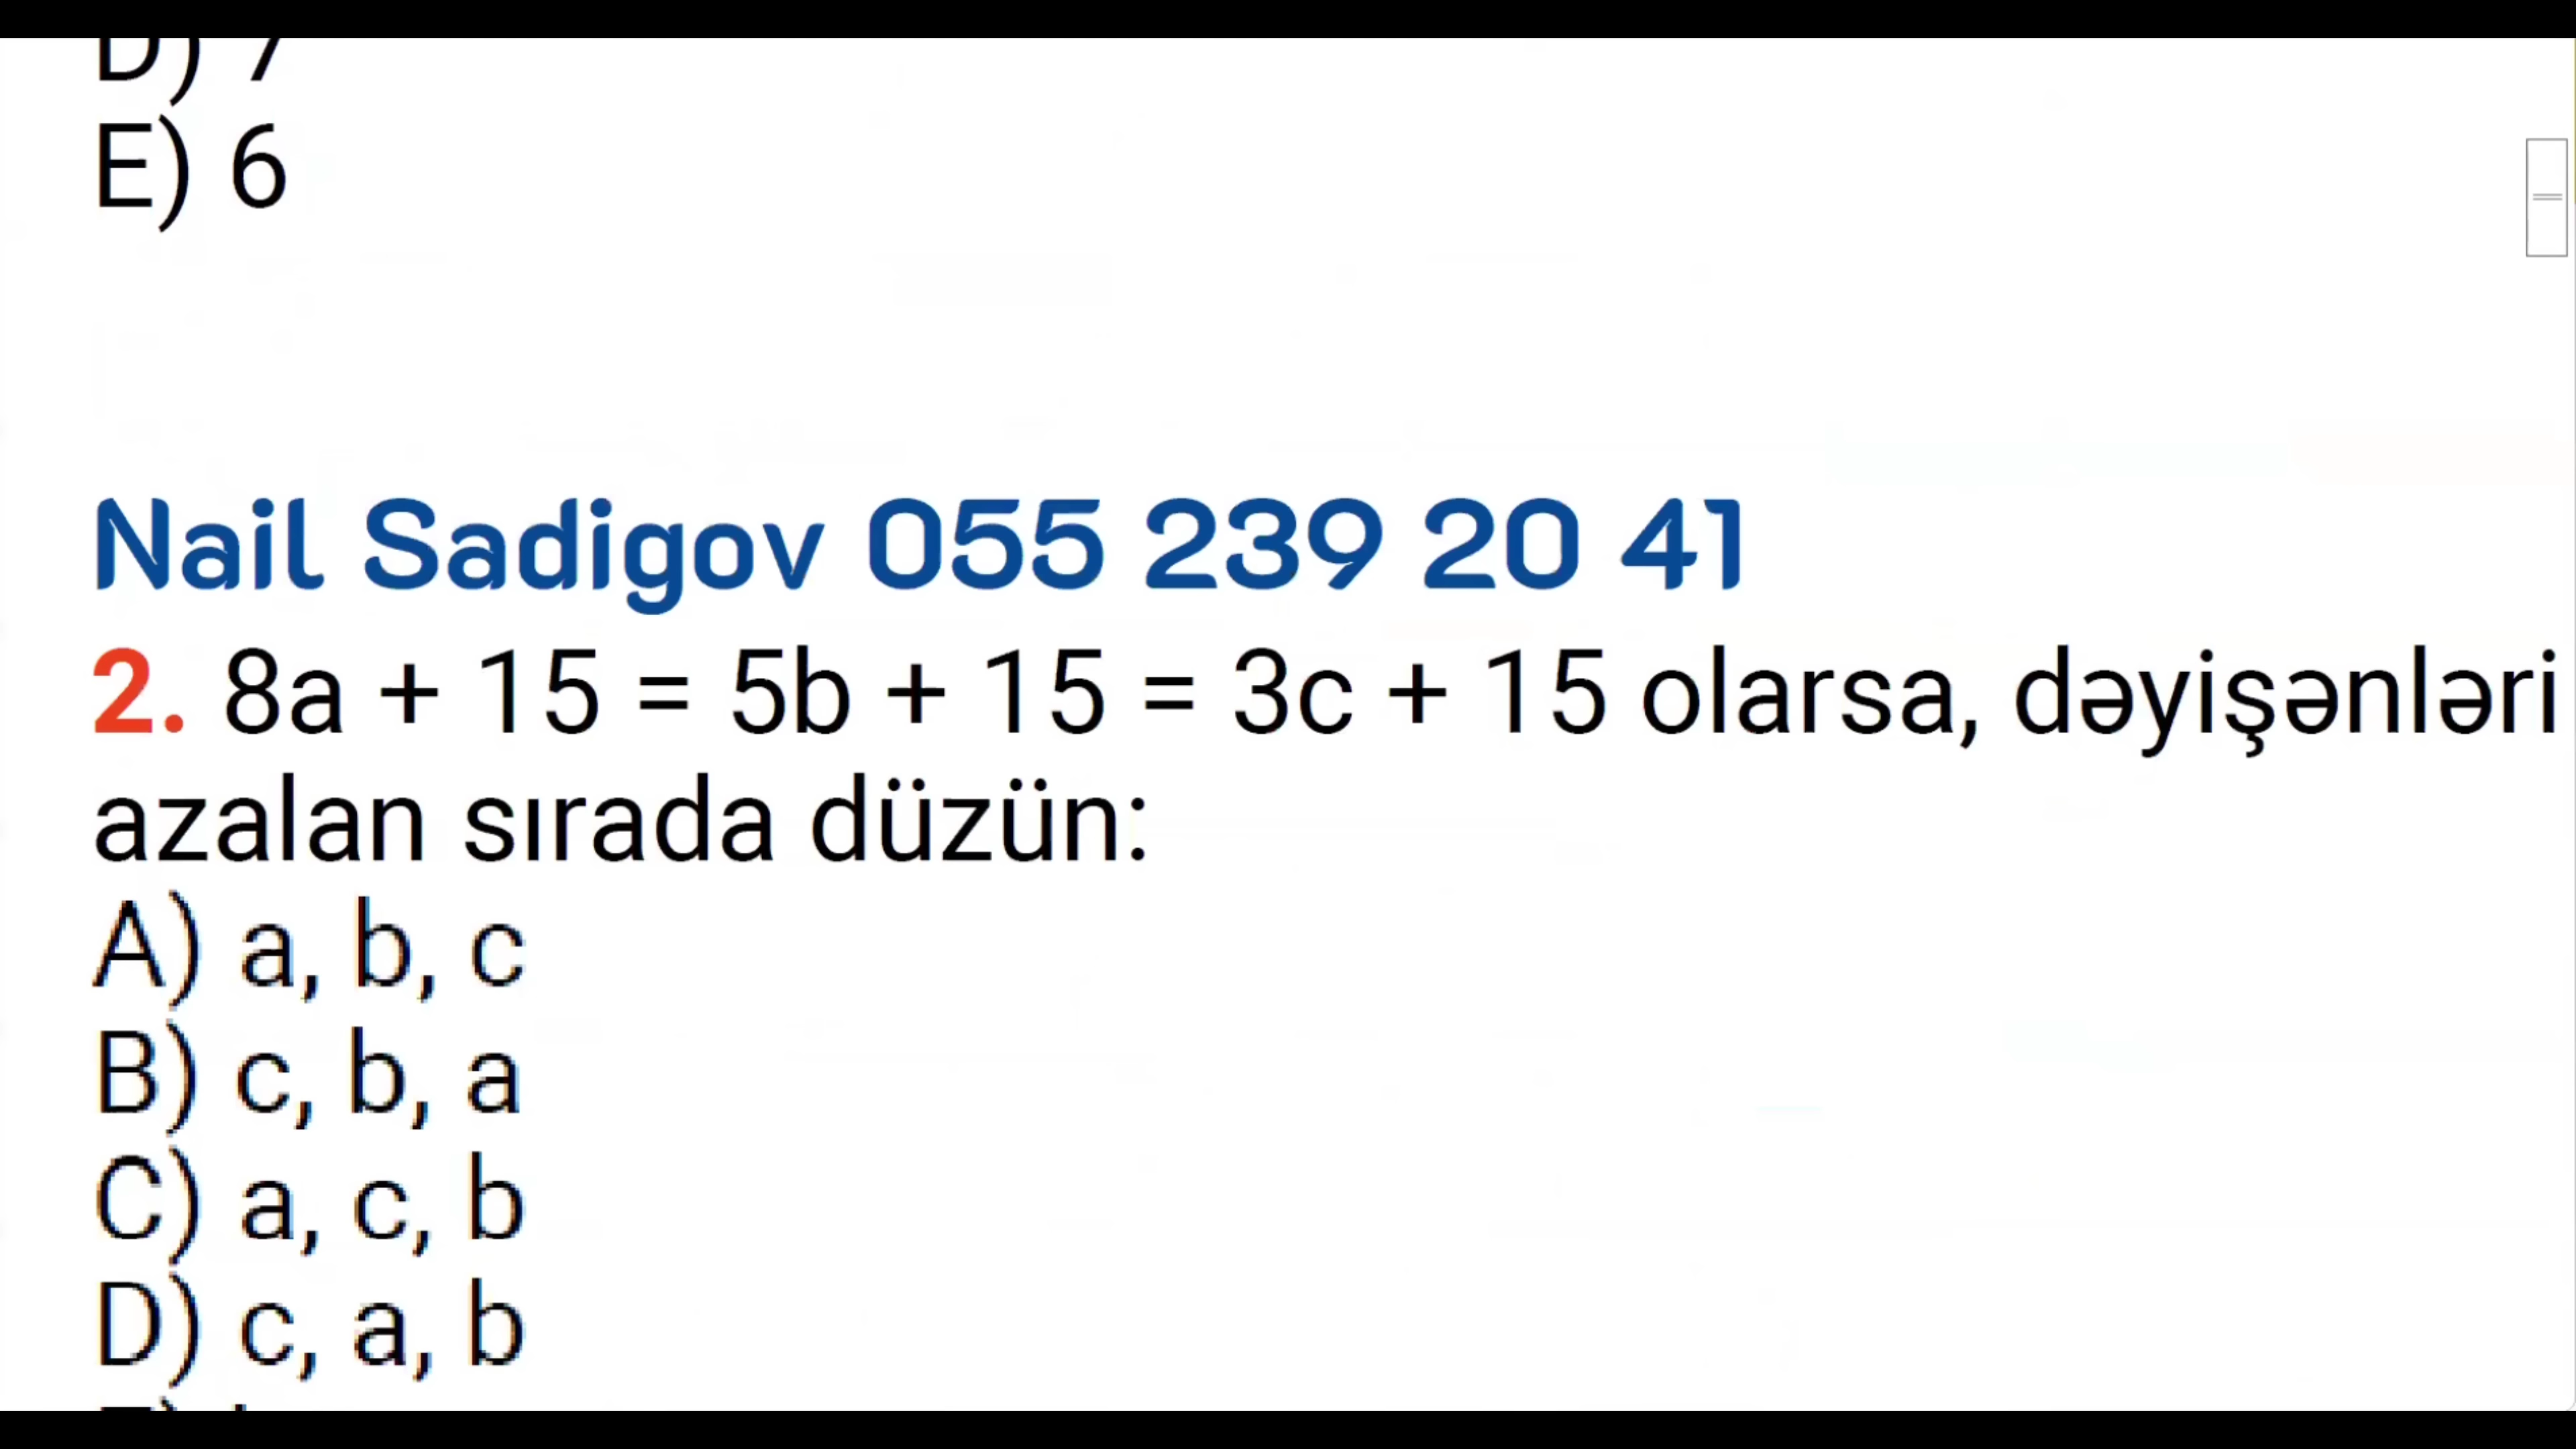 D) 7
E) 6
Nail Sadigov 055 239 20 41
2. 8a + 15 = 5b + 15 = 3c + 15 olarsa, dəyişənləri
azalan sırada düzün:
A) a, b, c
B) c, b, a
C) a, c, b
D) c, a, b